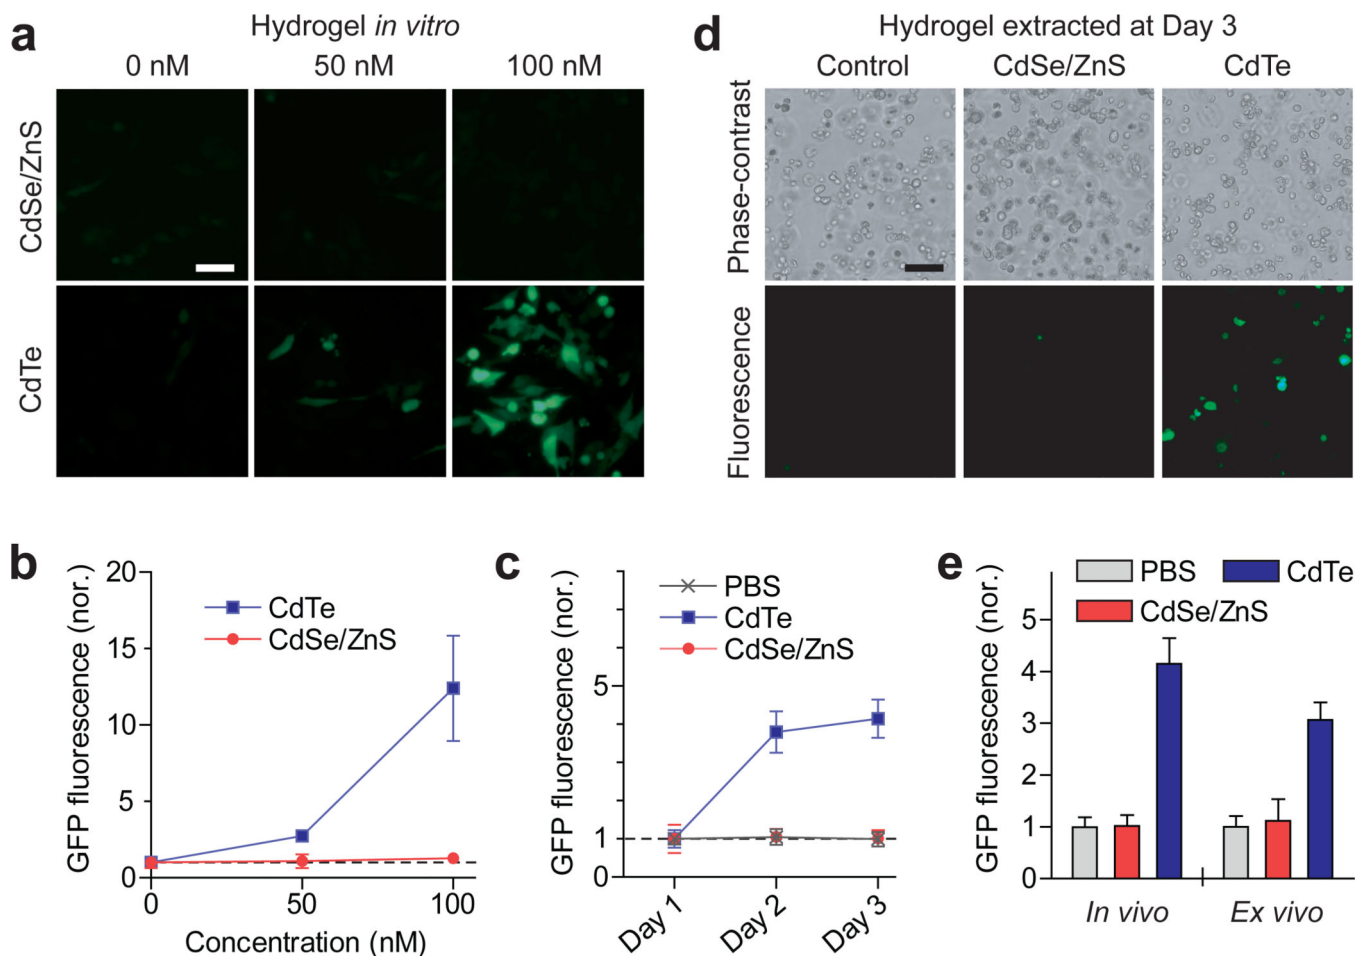 a
Hydrogel in vitro
0 nM 50 nM 100 nM
CdSe/ZnS
CdTe
d
Hydrogel extracted at Day 3
Control CdSe/ZnS CdTe
Phase-contrast
Fluorescence
b
GFP fluorescence (nor.)
20
15
10
5
0
CdTe
CdSe/ZnS
0 50 100
Concentration (nM)
c
GFP fluorescence (nor.)
5
1
0
PBS
CdTe
CdSe/ZnS
Day 1 Day 2 Day 3
e
GFP fluorescence (nor.)
5
4
3
2
1
0
PBS CdTe
CdSe/ZnS
In vivo Ex vivo